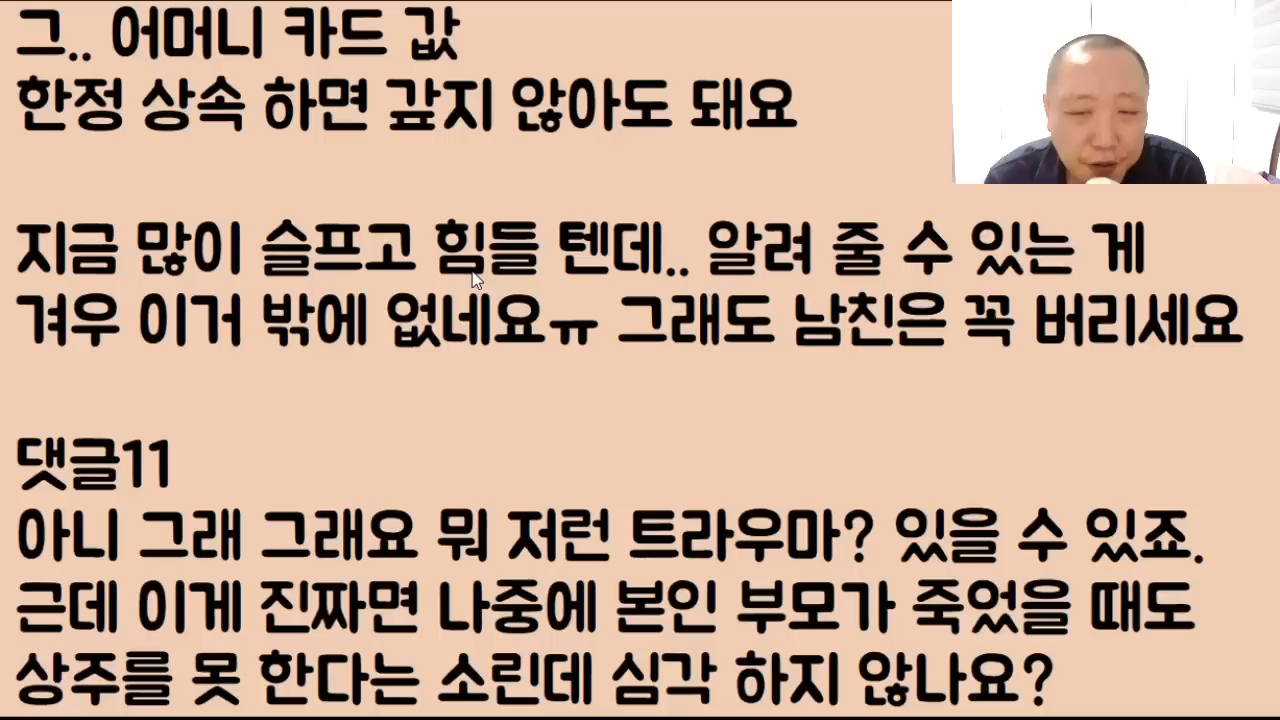 그.. 어머니 카드 값
한정 상속 하면 갚지 않아도 돼요
지금 많이 슬프고 힘들 텐데.. 알려 줄 수 있는 게
겨우 이거 밖에 없네요ㅠ 그래도 남친은 꼭 버리세요
댓글11
아니 그래 그래요 뭐 저런 트라우마? 있을 수 있죠.
근데 이게 진짜면 나중에 본인 부모가 죽었을 때도
상주를 못 한다는 소린데 심각 하지 않나요?